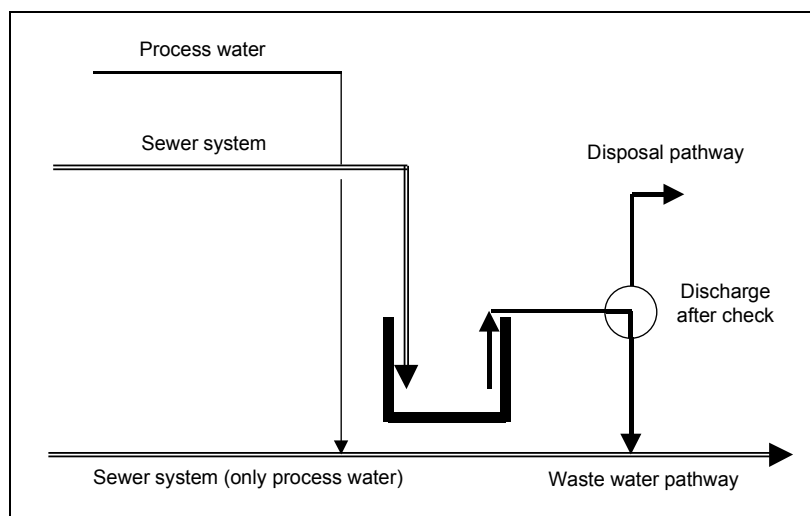 Process water
Sewer system
Disposal pathway
Discharge
after check
Sewer system (only process water)
Waste water pathway